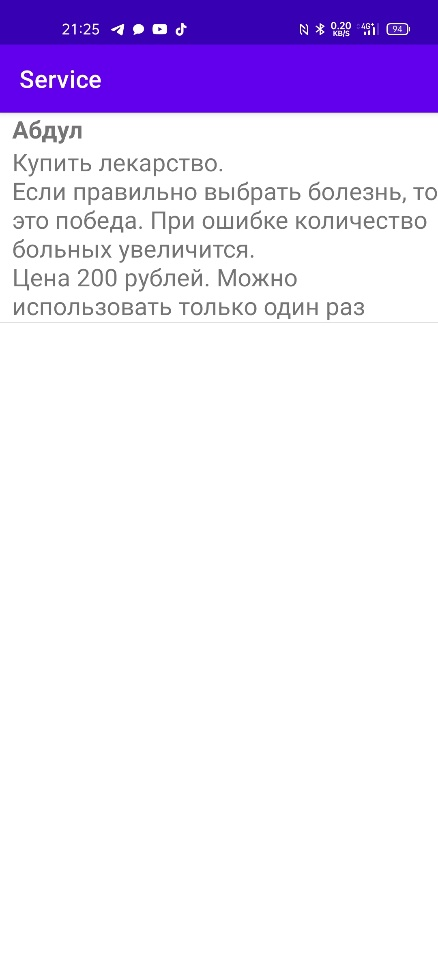 21:25
0.20
KB/S
4G+
94
Service
Абдул
Купить лекарство.
Если правильно выбрать болезнь, то
это победа. При ошибке количество
больных увеличится.
Цена 200 рублей. Можно
использовать только один раз